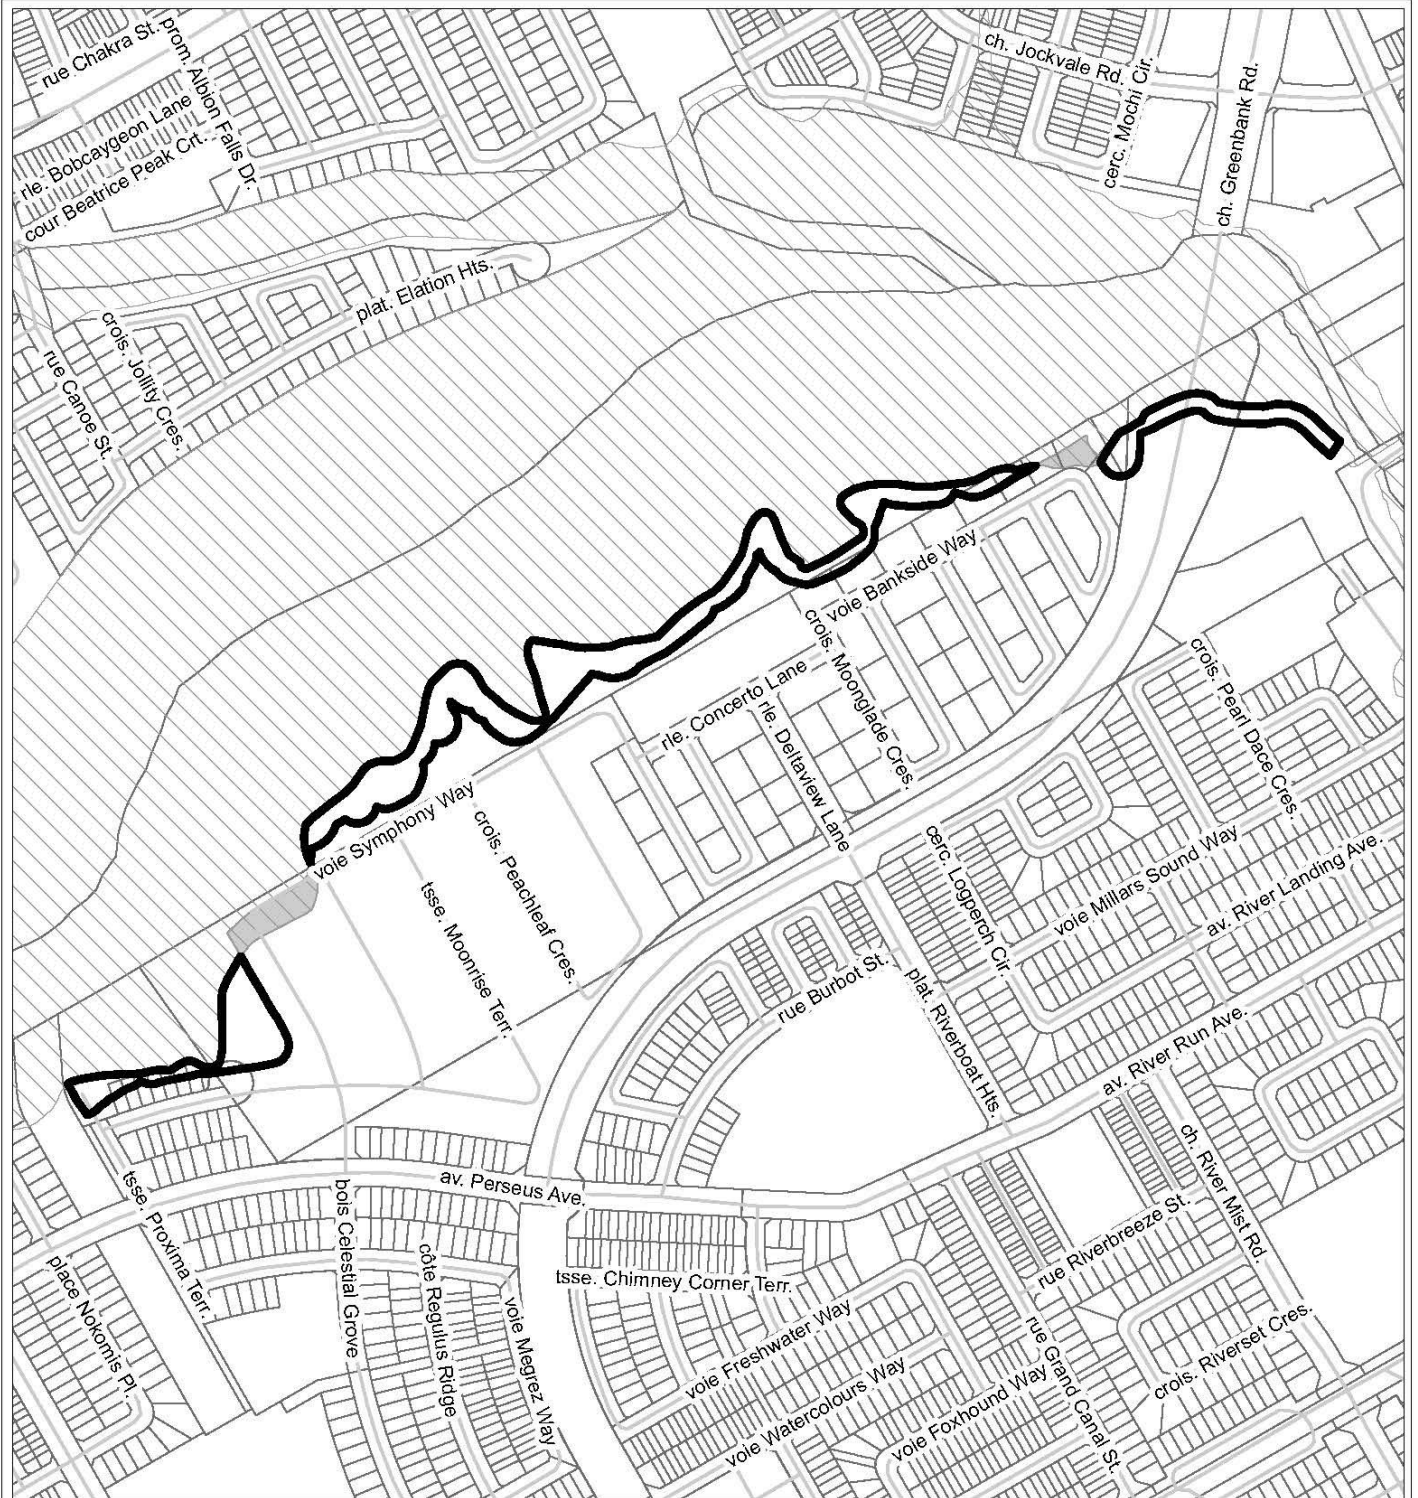 rue Chakra St.
prom. Albion Falls Dr.
rle. Bobcaygeon Lane
cour Beatrice Peak Crt.
ch. Jockvale Rd.
cerc. Mochi Cir.
ch. Greenbank Rd.
plat. Elation Hts.
crois. Jollity Cres.
rue Canoe St.
voie Bankside Way
crois. Moonglade Cres.
rle. Concerto Lane
rle. Deltaview Lane
crois. Pearl Dace Cres.
voie Symphony Way
crois. Peachleaf Cres.
tsse. Moonrise Terr.
cerc. Logperch Cir.
voie Millars Sound Way
av. River Landing Ave.
rue Burbot St.
plat. Riverboat Hts.
av. River Run Ave.
ch. River Mist Rd.
av. Perseus Ave.
tsse. Proxima Terr.
bois Celestial Grove
rue Riverbreeze St.
place Nokomis Pl.
côte Regulus Ridge
tsse. Chimney Corner Terr.
voie Megrez Way
voie Freshwater Way
rue Grand Canal St.
crois. Riverset Cres.
voie Watercolours Way
voie Foxhound Way